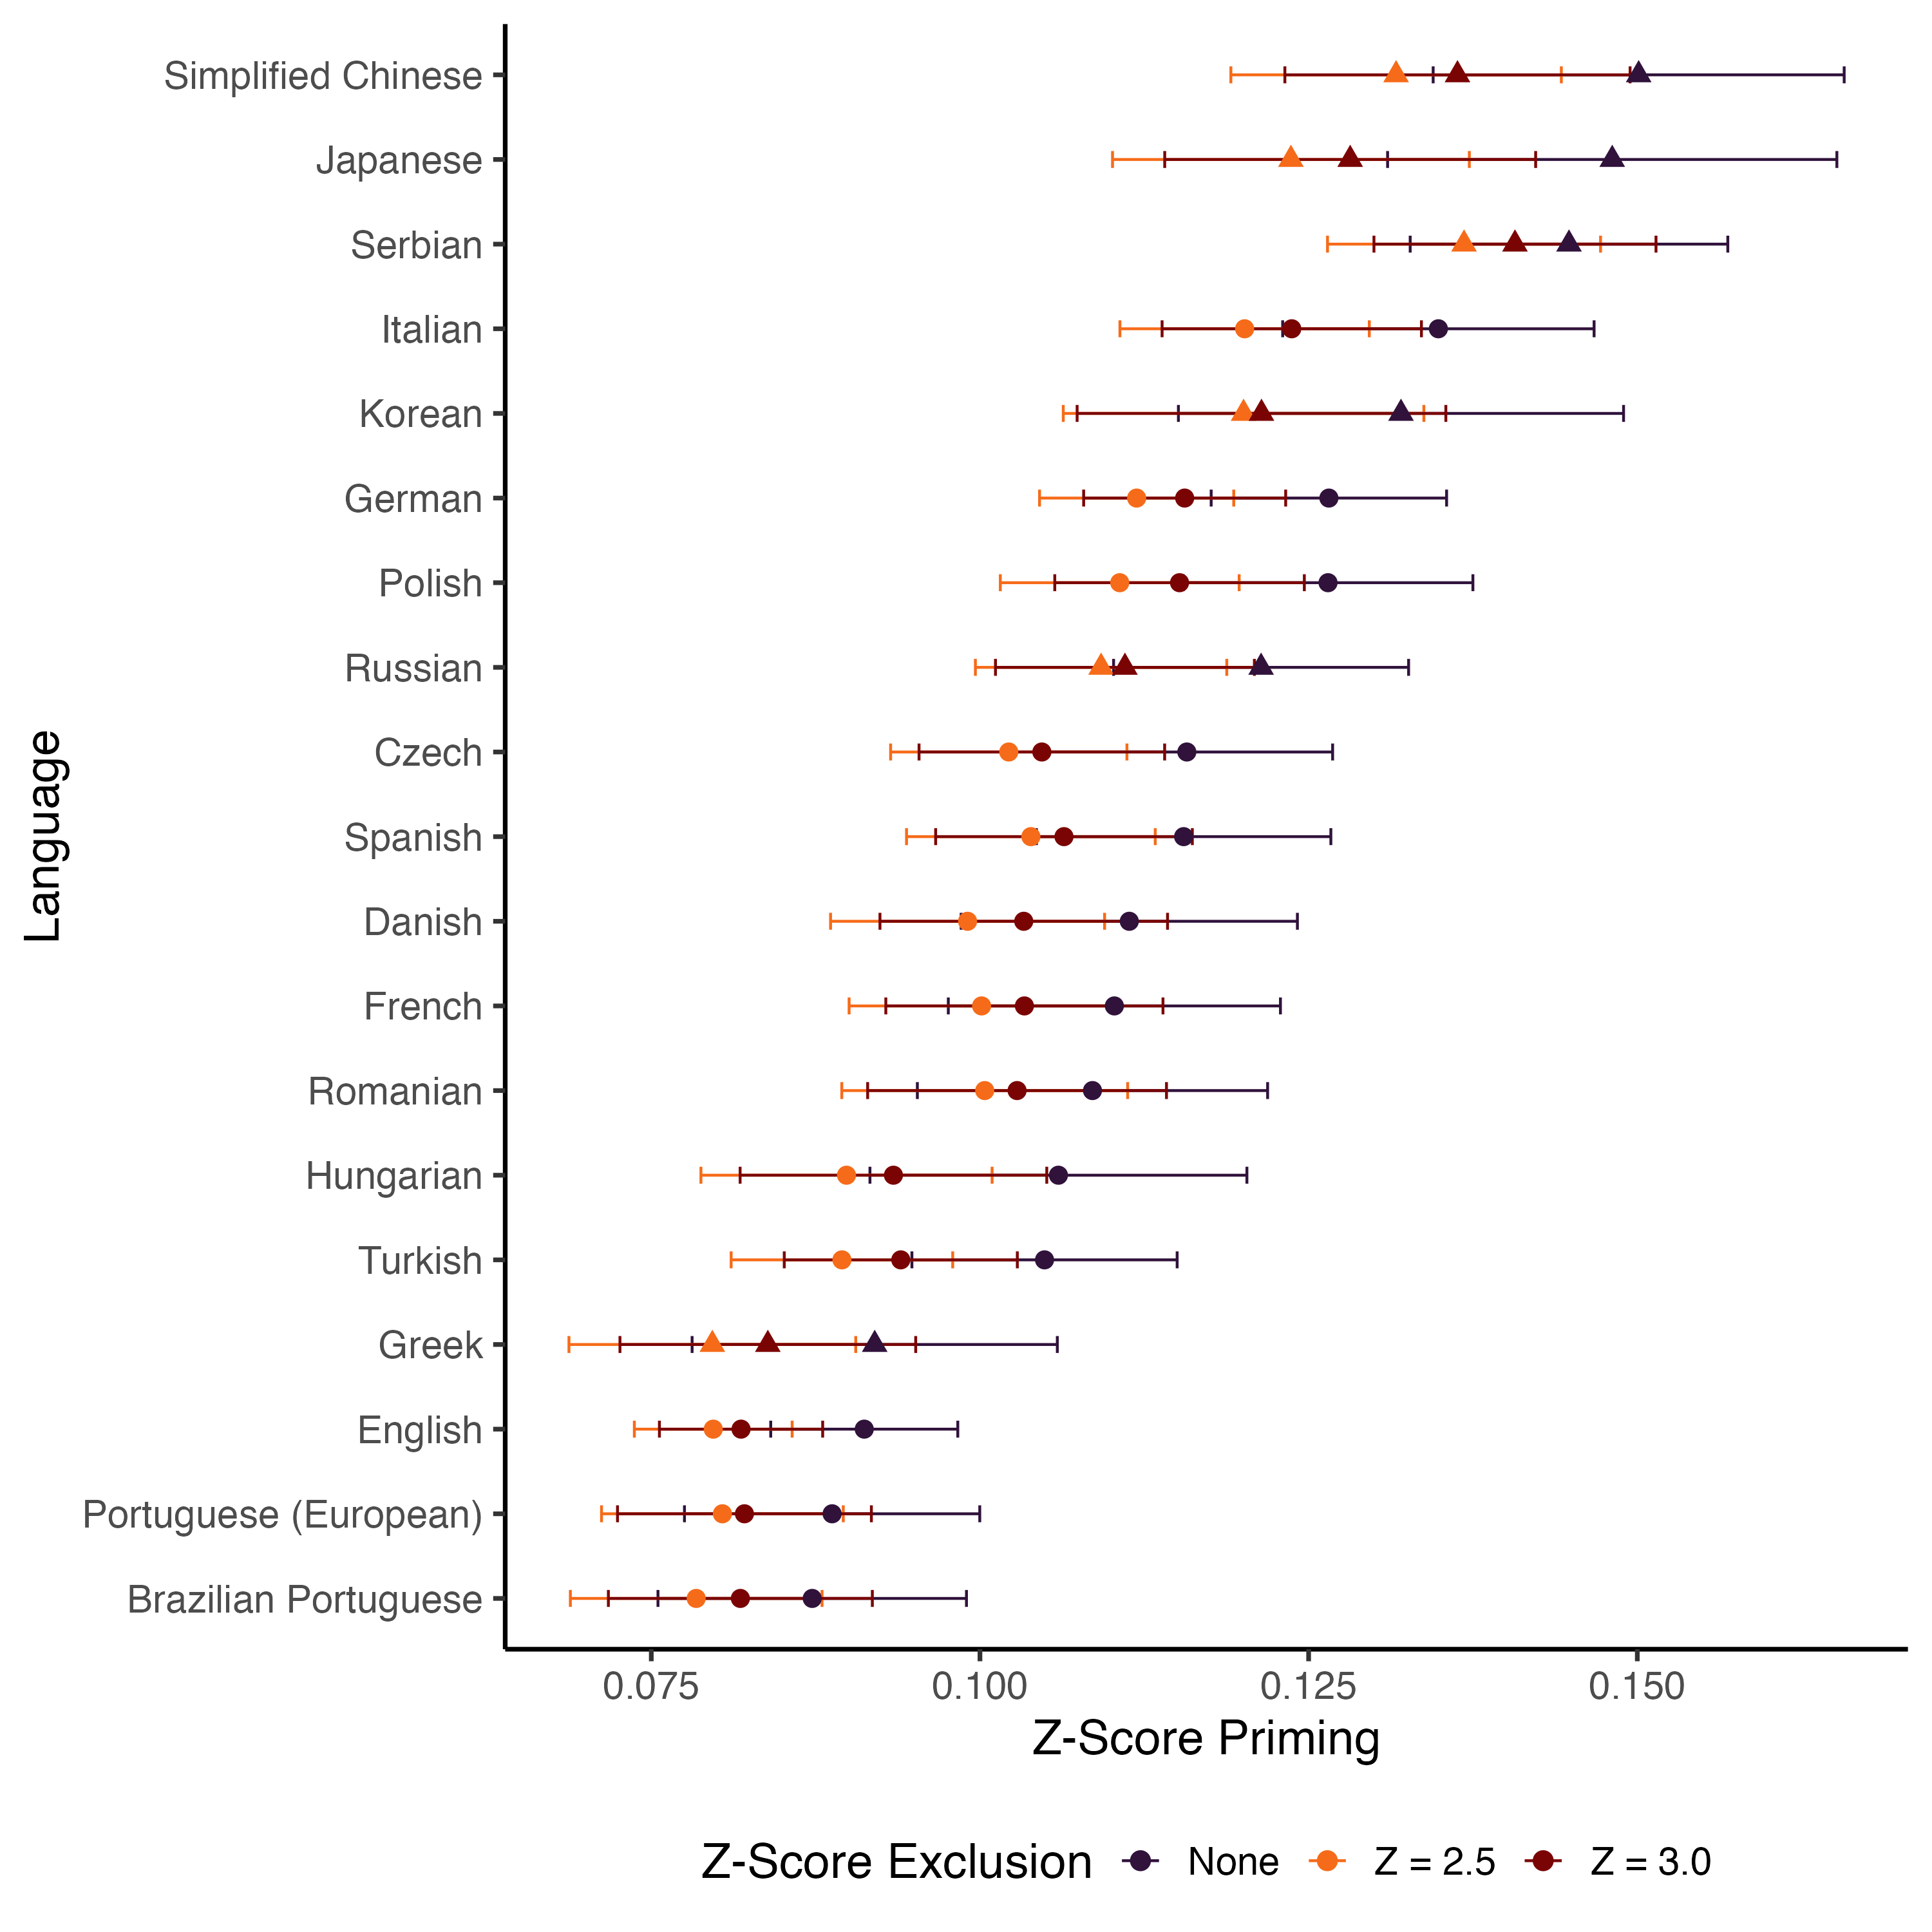 Simplified Chinese
Japanese
Serbian
Italian
Korean
German
Polish
Russian
Czech
Spanish
Danish
French
Romanian
Hungarian
Turkish
Greek
English
Portuguese (European)
Brazilian Portuguese
Language
0.075 0.100 0.125 0.150
Z-Score Priming
Z-Score Exclusion None Z = 2.5 Z = 3.0